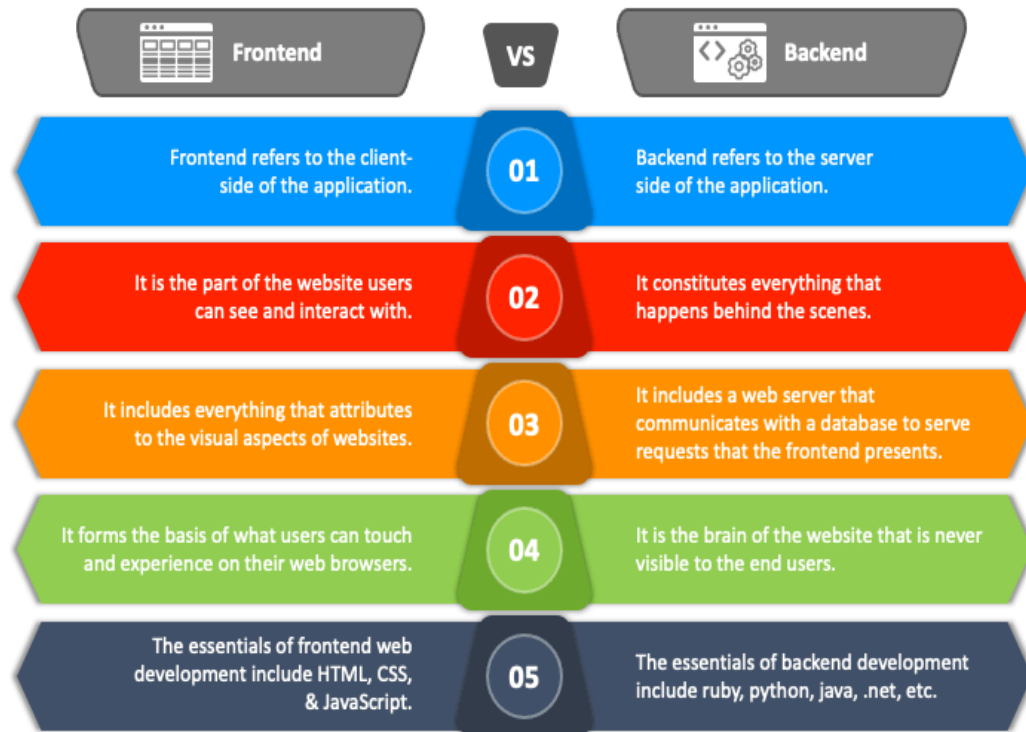 Frontend
VS
Backend
Frontend refers to the client-
side of the application.
01
Backend refers to the server
side of the application.
It is the part of the website users
can see and interact with.
02
It constitutes everything that
happens behind the scenes.
It includes everything that attributes
to the visual aspects of websites.
03
It includes a web server that
communicates with a database to serve
requests that the frontend presents.
It forms the basis of what users can touch
and experience on their web browsers.
04
It is the brain of the website that is never
visible to the end users.
The essentials of frontend web
development include HTML, CSS,
& JavaScript.
05
The essentials of backend development
include ruby, python, java, .net, etc.